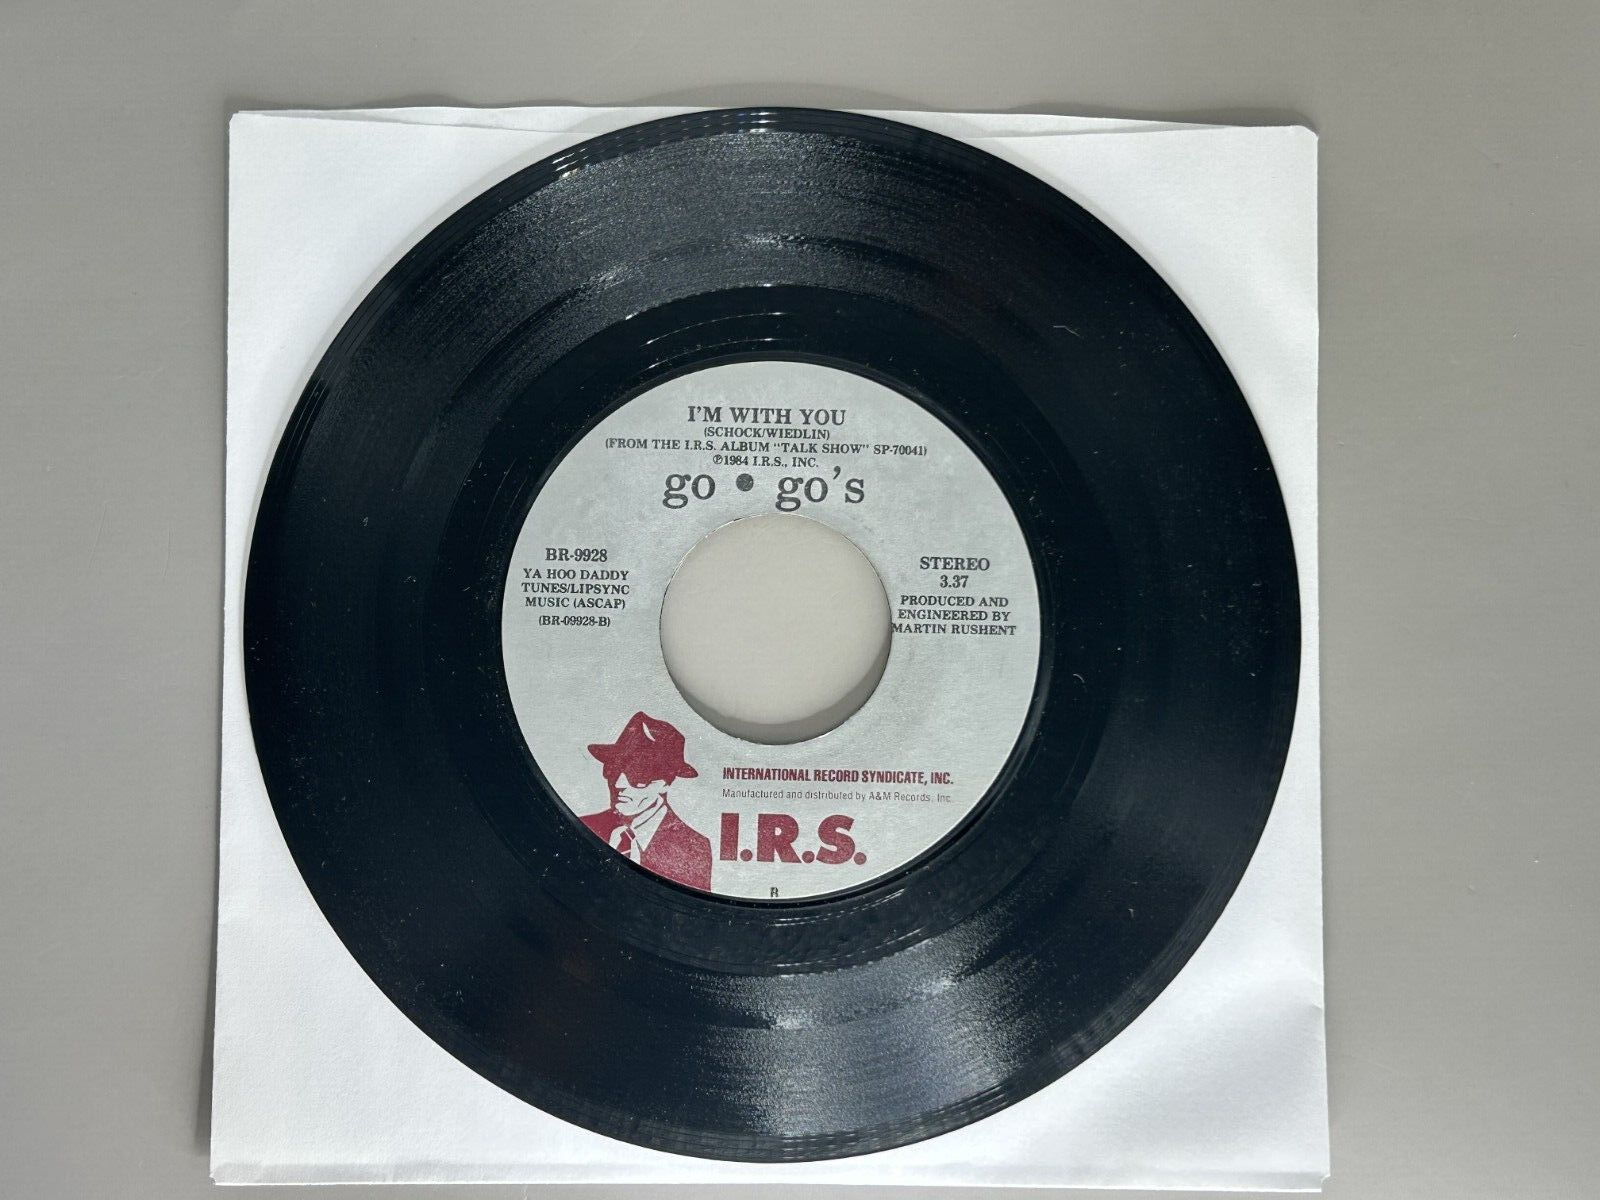 I'M WITH YOU
(SCHOCK/WIEDLIN)
(FROM THE I.R.S. ALBUM "TALK SHOW" SP-70041)
℗1984 I.R.S., INC.
go • go's
BR-9928
YA HOO DADDY
TUNES/LIPSYNC
MUSIC (ASCAP)
(BR-09928-B)
STEREO
3.37
PRODUCED AND
ENGINEERED BY
MARTIN RUSHENT
INTERNATIONAL RECORD SYNDICATE, INC.
Manufactured and distributed by A&M Records, Inc.
I.R.S.
R